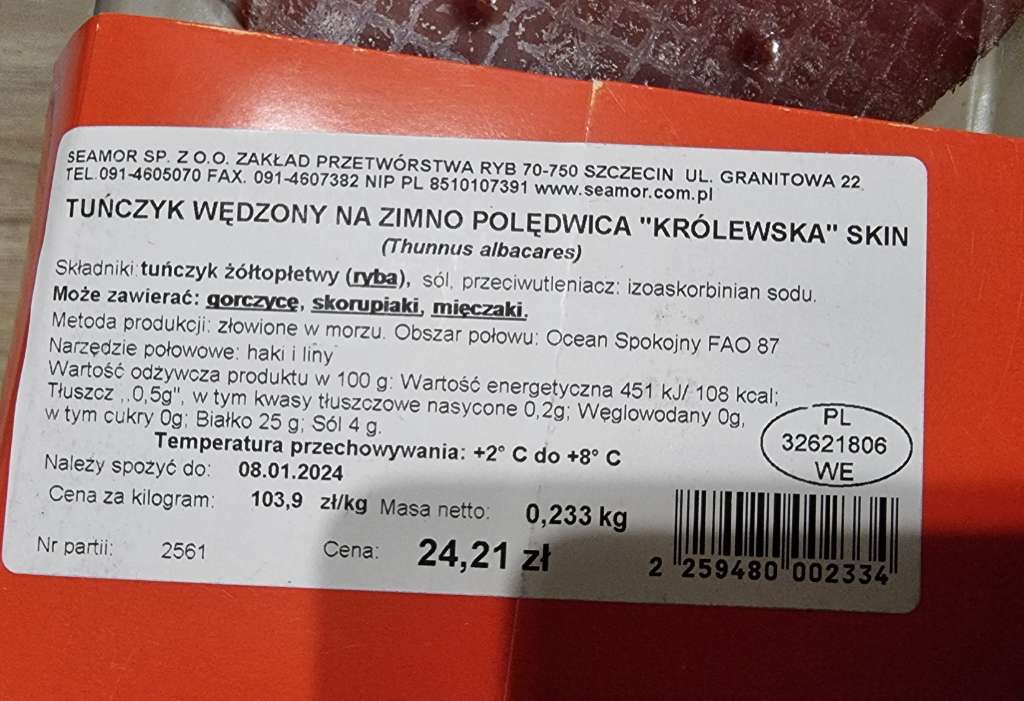 SEAMOR SP. Z O.O. ZAKŁAD PRZETWÓRSTWA RYB 70-750 SZCZECIN UL. GRANITOWA 22
TEL.091-4605070 FAX. 091-4607382 NIP PL 8510107391 www.seamor.com.pl
TUŃCZYK WĘDZONY NA ZIMNO POLĘDWICA "KRÓLEWSKA" SKIN
(Thunnus albacares)
Składniki:tuńczyk żółtopłetwy (ryba), sól, przeciwutleniacz: izoaskorbinian sodu.
Może zawierać: gorczycę, skorupiaki, mięczaki.
Metoda produkcji: złowione w morzu. Obszar połowu: Ocean Spokojny FAO 87
Narzędzie połowowe: haki i liny
Wartość odżywcza produktu w 100 g: Wartość energetyczna 451 kJ/ 108 kcal;
Tłuszcz ,,0,5g", w tym kwasy tłuszczowe nasycone 0,2g; Węglowodany 0g,
w tym cukry 0g; Białko 25 g; Sól 4 g.
Temperatura przechowywania: +2° C do +8° C
PL
32621806
WE
Należy spożyć do: 08.01.2024
Cena za kilogram: 103,9 zł/kg Masa netto: 0,233 kg
Nr partii: 2561 Cena: 24,21 zł
2 259480 002334